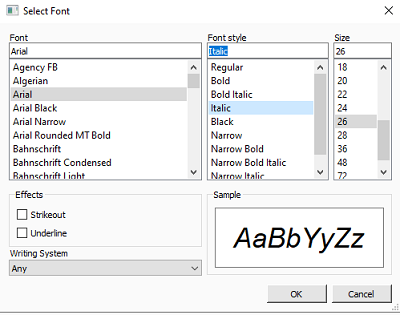 Select Font
Font
Font style
Size
Arial
Italic
26
Agency FB
Algerian
Arial
Arial Black
Arial Narrow
Arial Rounded MT Bold
Bahnschrift
Bahnschrift Condensed
Bahnschrift Light
Regular
Bold
Bold Italic
Italic
Black
Narrow
Narrow Bold
Narrow Bold Italic
Narrow Italic
18
20
22
24
26
28
36
48
72
Effects
Strikeout
Underline
Writing System
Any
Sample
AaBbYyZz
OK
Cancel